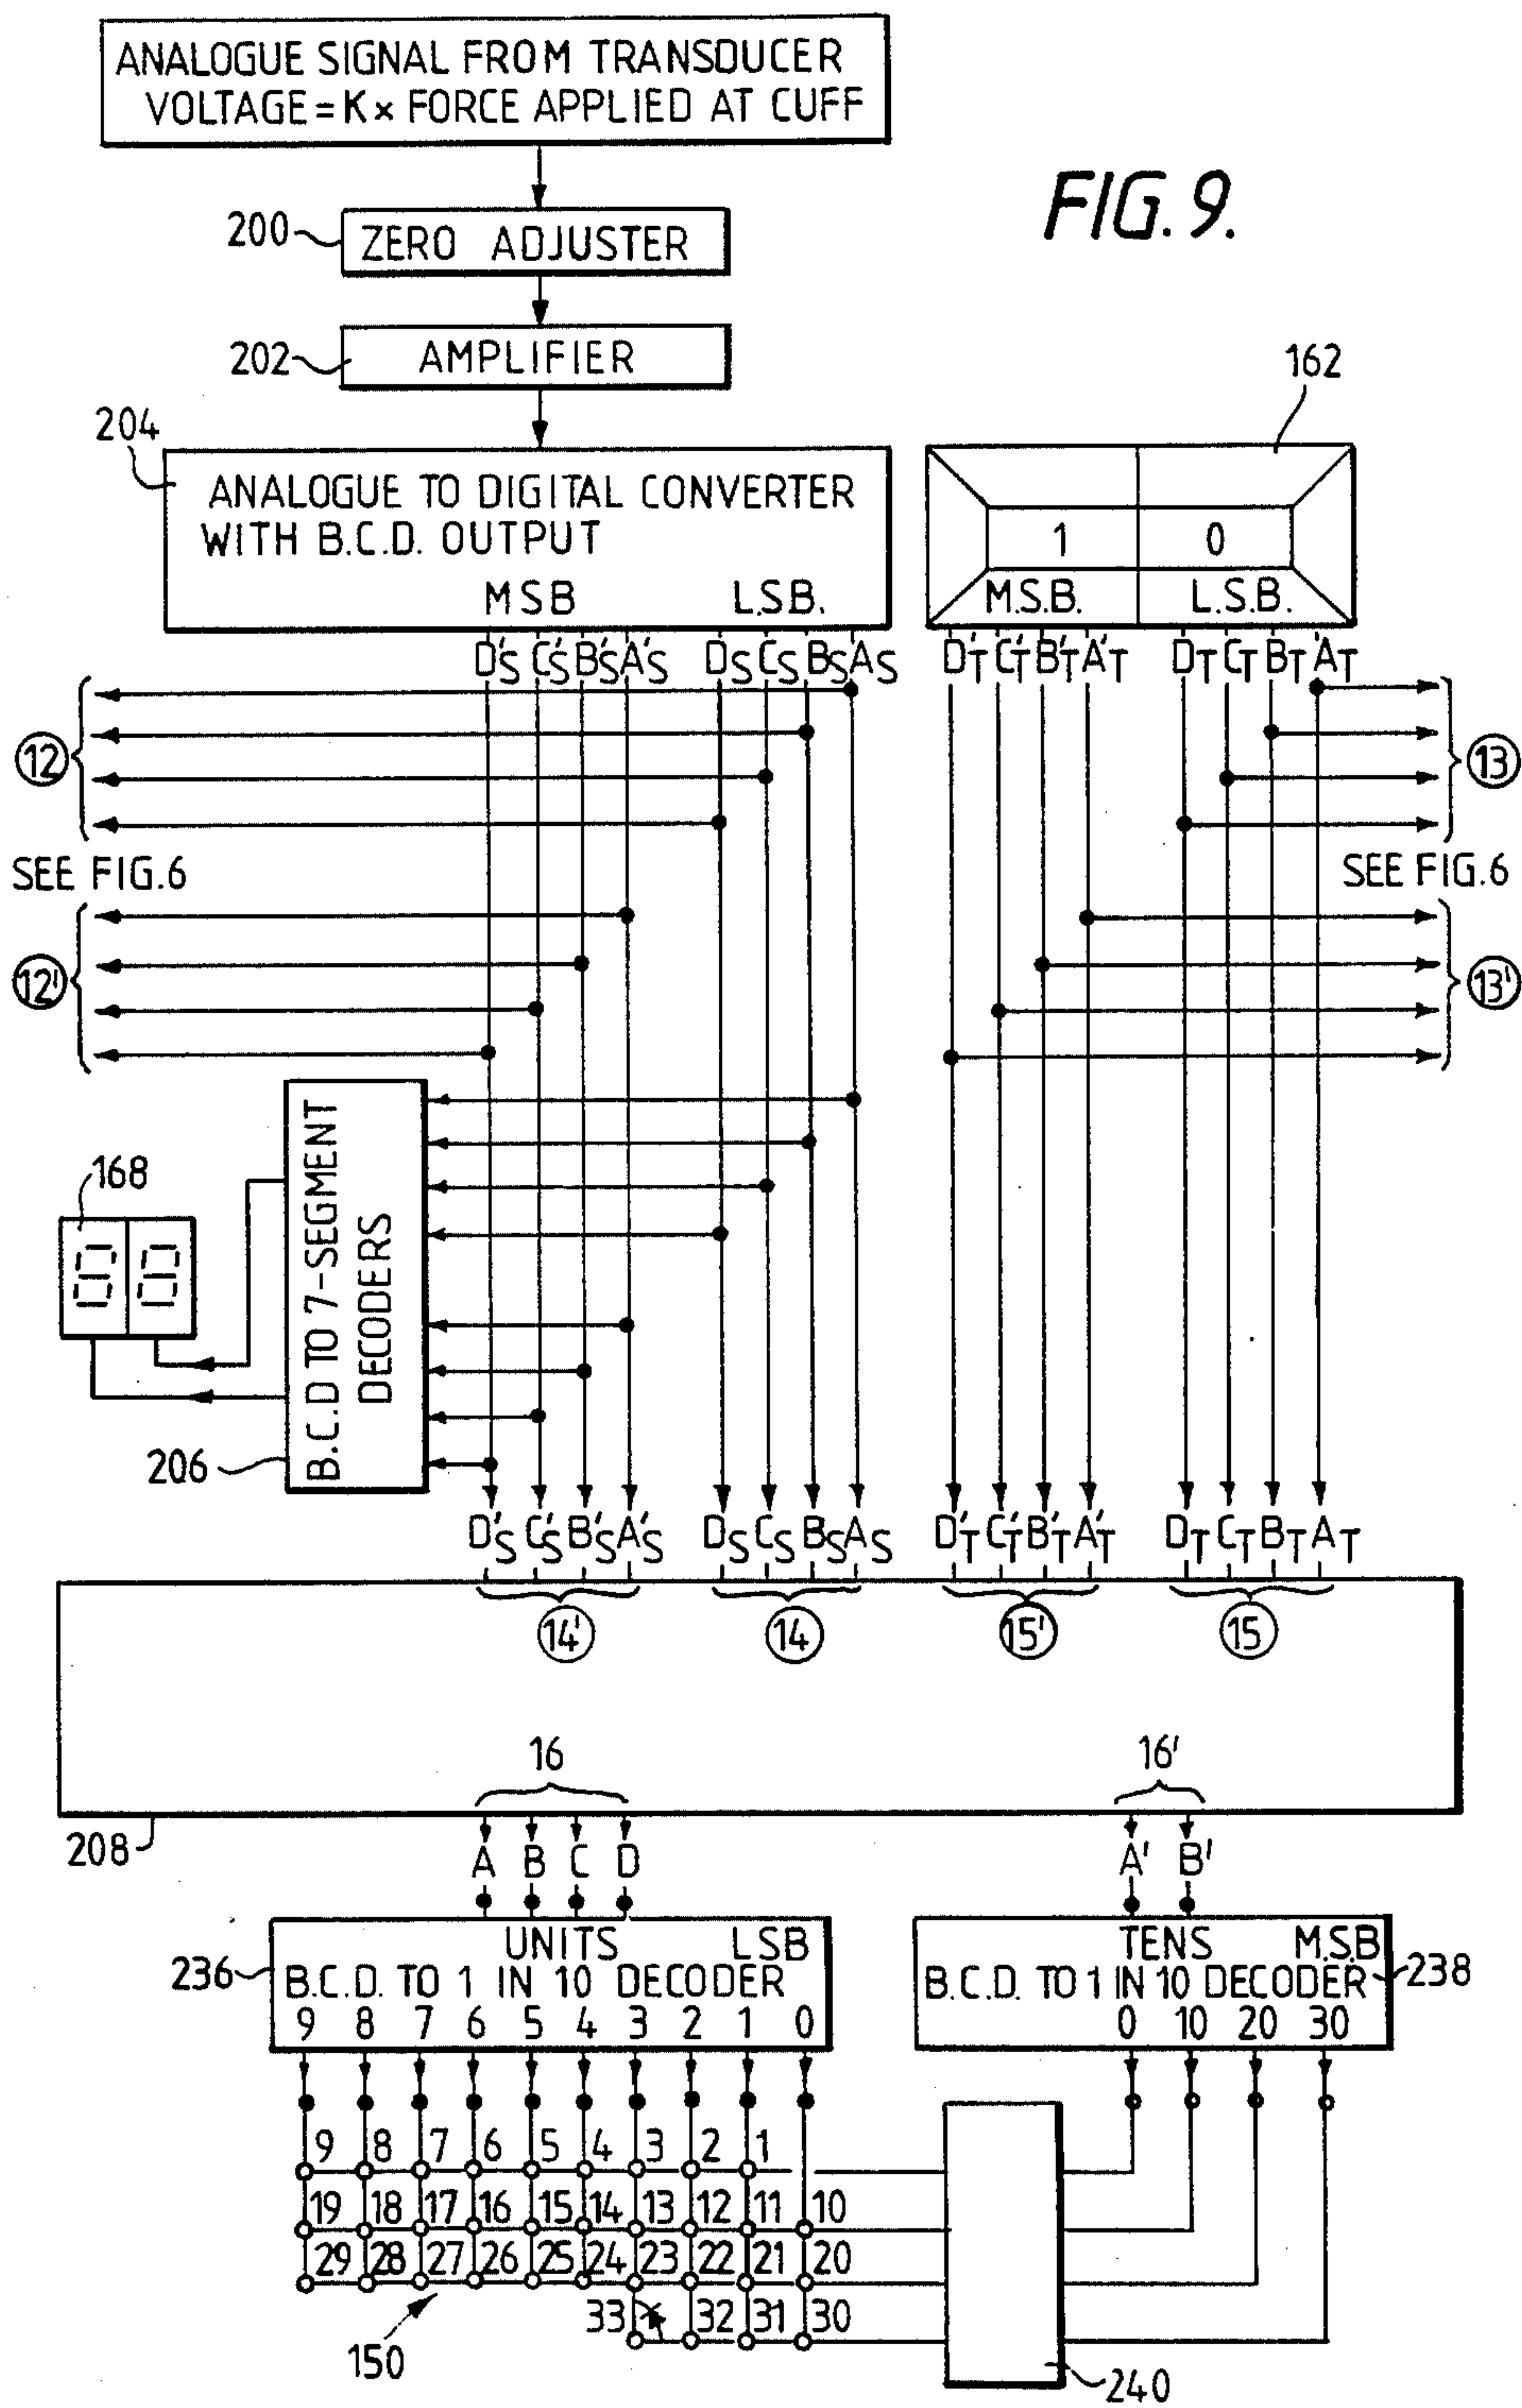 ANALOGUE SIGNAL FROM TRANSDUCER
VOLTAGE = K x FORCE APPLIED AT CUFF
FIG. 9.
200
ZERO ADJUSTER
202
AMPLIFIER
162
204
ANALOGUE TO DIGITAL CONVERTER
WITH B.C.D. OUTPUT
MSB L.S.B.
1 0
M.S.B. L.S.B.
D'S C'S B'S A'S DS CS BS AS D'T C'T B'T A'T DT CT BT AT
12
13
SEE FIG.6
SEE FIG.6
12'
13'
168
B.C.D TO 7-SEGMENT
DECODERS
206
D'S C'S B'S A'S DS CS BS AS D'T C'T B'T A'T DT CT BT AT
14' 14 15' 15
16 16'
208
A B C D A' B'
UNITS LSB
236
B.C.D. TO 1 IN 10 DECODER
9 8 7 6 5 4 3 2 1 0
TENS M.S.B
B.C.D. TO 1 IN 10 DECODER
238
0 10 20 30
9 8 7 6 5 4 3 2 1
19 18 17 16 15 14 13 12 11 10
29 28 27 26 25 24 23 22 21 20
33 32 31 30
150
240